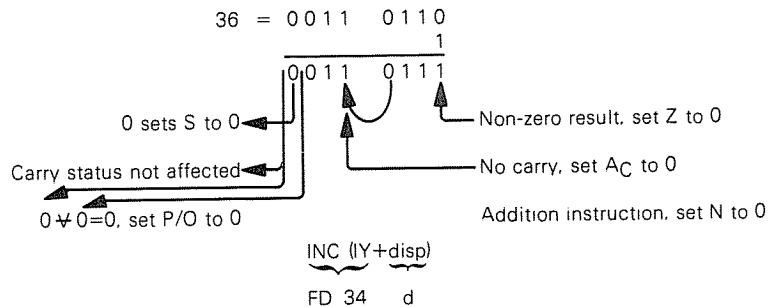 36 = 0011 0110
1
0011 0111
0 sets S to 0
Non-zero result, set Z to 0
Carry status not affected
No carry, set AC to 0
0 ⊻ 0=0, set P/O to 0
Addition instruction, set N to 0
INC (IY+disp)
FD 34 d